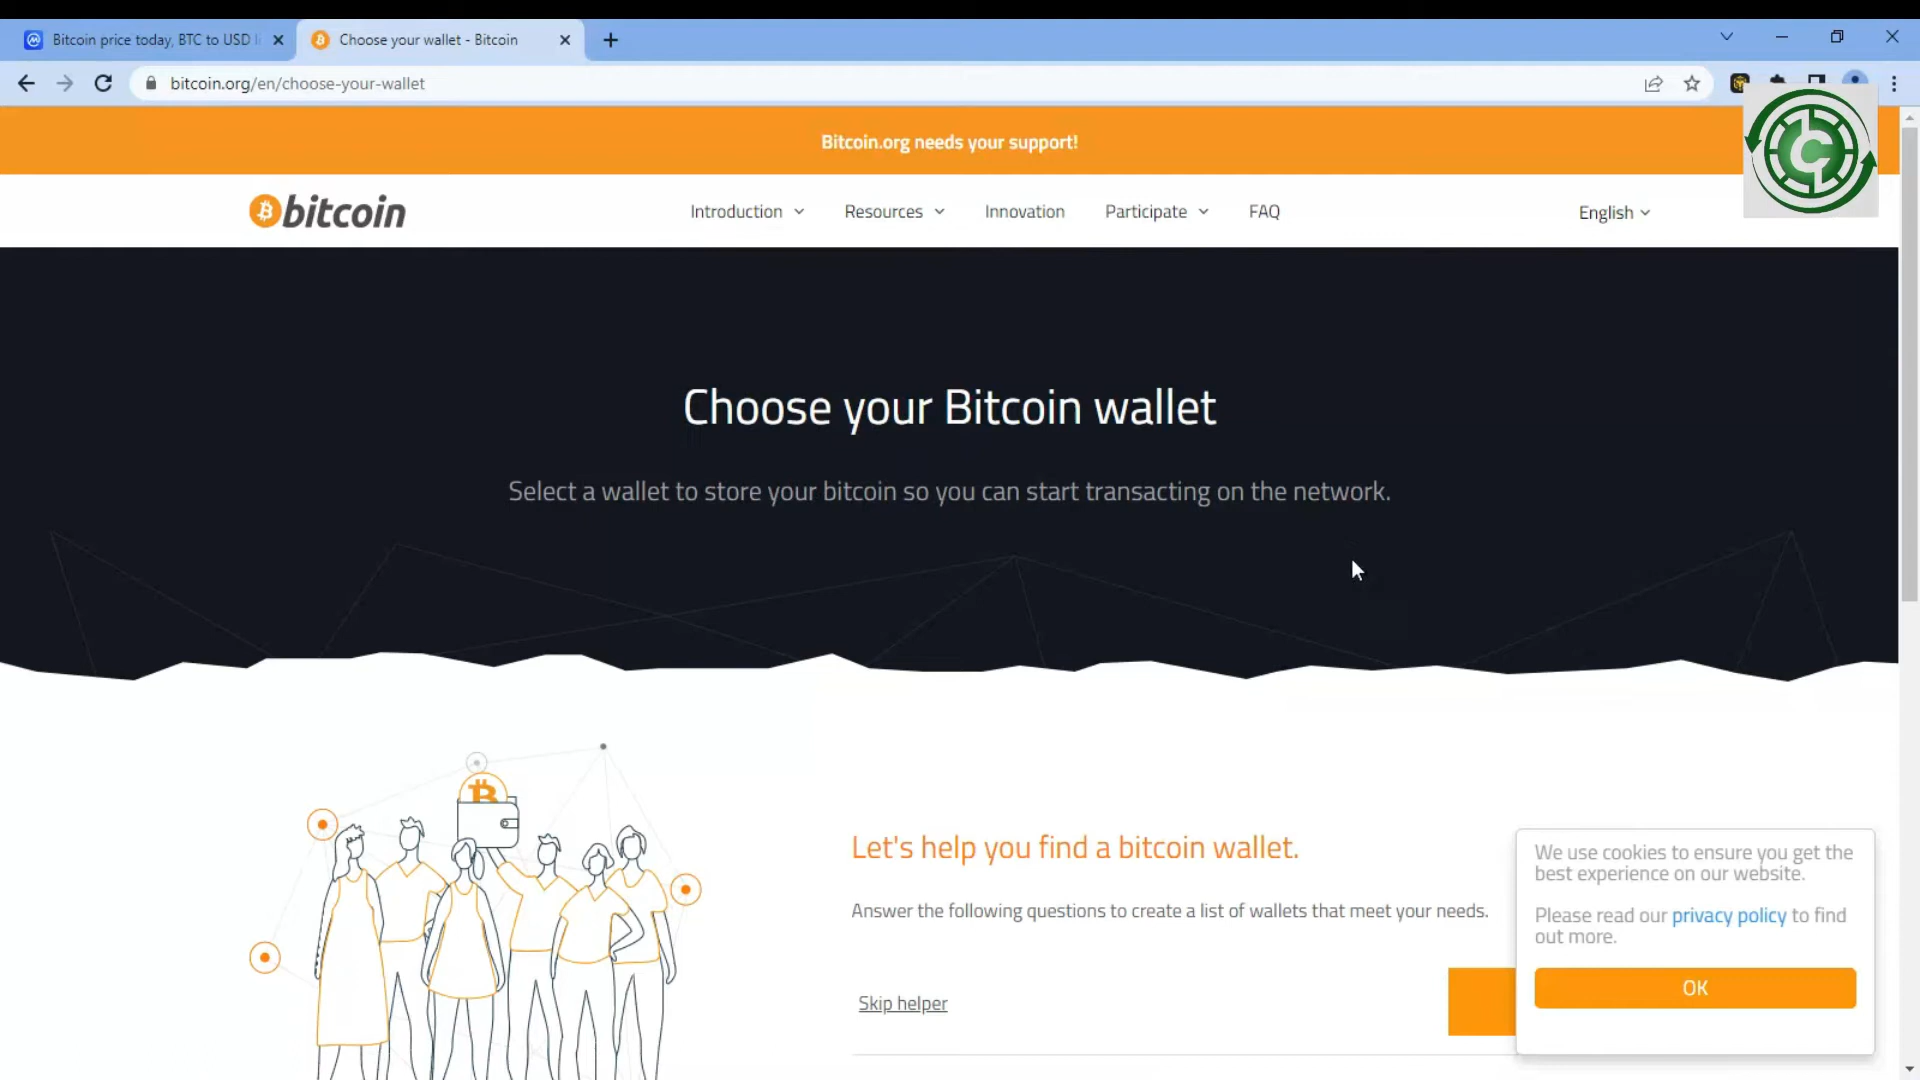 Bitcoin price today, BTC to USD
Choose your wallet - Bitcoin
bitcoin.org/en/choose-your-wallet
Bitcoin.org needs your support!
bitcoin
Introduction
Resources
Innovation
Participate
FAQ
English
Choose your Bitcoin wallet
Select a wallet to store your bitcoin so you can start transacting on the network.
Let's help you find a bitcoin wallet.
Answer the following questions to create a list of wallets that meet your needs.
Skip helper
We use cookies to ensure you get the
best experience on our website.
Please read our privacy policy to find
out more.
OK